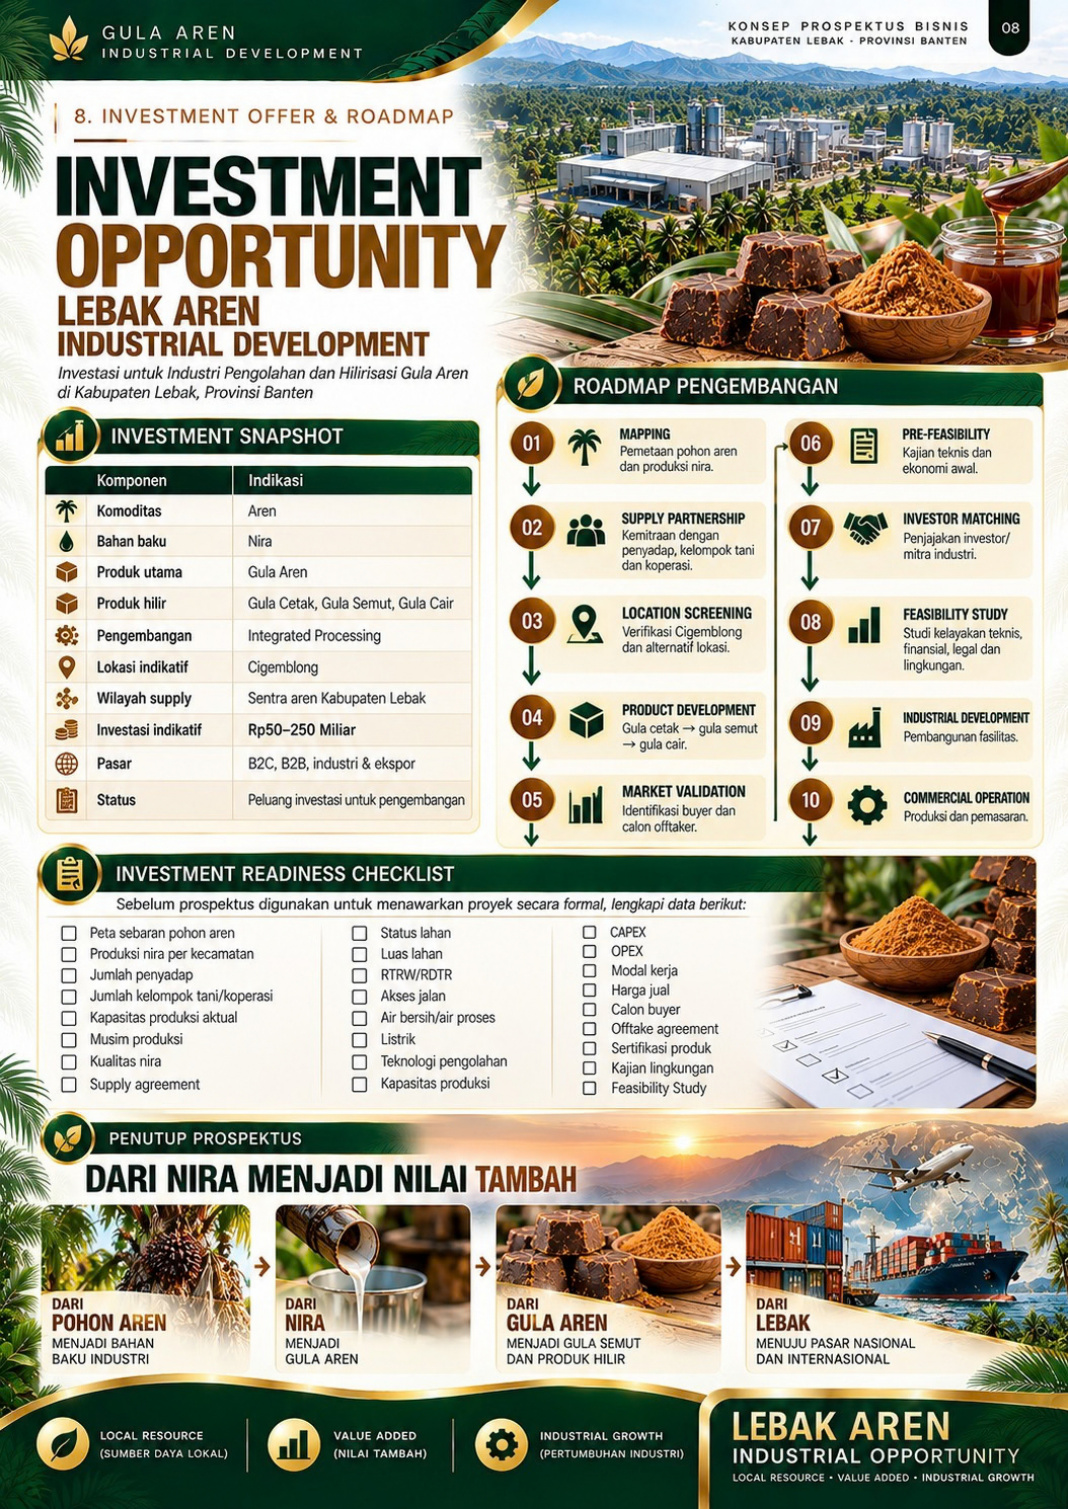 GULA AREN
INDUSTRIAL DEVELOPMENT
KONSEP PROSPEKTUS BISNIS
KABUPATEN LEBAK · PROVINSI BANTEN
08
8. INVESTMENT OFFER & ROADMAP
INVESTMENT
OPPORTUNITY
LEBAK AREN
INDUSTRIAL DEVELOPMENT
Investasi untuk Industri Pengolahan dan Hilirisasi Gula Aren
di Kabupaten Lebak, Provinsi Banten
INVESTMENT SNAPSHOT
Komponen Indikasi
Komoditas Aren
Bahan baku Nira
Produk utama Gula Aren
Produk hilir Gula Cetak, Gula Semut, Gula Cair
Pengembangan Integrated Processing
Lokasi indikatif Cigemblong
Wilayah supply Sentra aren Kabupaten Lebak
Investasi indikatif Rp50–250 Miliar
Pasar B2C, B2B, industri & ekspor
Status Peluang investasi untuk pengembangan
ROADMAP PENGEMBANGAN
01
MAPPING
Pemetaan pohon aren
dan produksi nira.
02
SUPPLY PARTNERSHIP
Kemitraan dengan
penyadap, kelompok tani
dan koperasi.
03
LOCATION SCREENING
Verifikasi Cigemblong
dan alternatif lokasi.
04
PRODUCT DEVELOPMENT
Gula cetak → gula semut
→ gula cair.
05
MARKET VALIDATION
Identifikasi buyer dan
calon offtaker.
06
PRE-FEASIBILITY
Kajian teknis dan
ekonomi awal.
07
INVESTOR MATCHING
Penjajakan investor/
mitra industri.
08
FEASIBILITY STUDY
Studi kelayakan teknis,
finansial, legal dan
lingkungan.
09
INDUSTRIAL DEVELOPMENT
Pembangunan fasilitas.
10
COMMERCIAL OPERATION
Produksi dan pemasaran.
INVESTMENT READINESS CHECKLIST
Sebelum prospektus digunakan untuk menawarkan proyek secara formal, lengkapi data berikut:
Peta sebaran pohon aren
Produksi nira per kecamatan
Jumlah penyadap
Jumlah kelompok tani/koperasi
Kapasitas produksi aktual
Musim produksi
Kualitas nira
Supply agreement
Status lahan
Luas lahan
RTRW/RDTR
Akses jalan
Air bersih/air proses
Listrik
Teknologi pengolahan
Kapasitas produksi
CAPEX
OPEX
Modal kerja
Harga jual
Calon buyer
Offtake agreement
Sertifikasi produk
Kajian lingkungan
Feasibility Study
PENUTUP PROSPEKTUS
DARI NIRA MENJADI NILAI TAMBAH
DARI
POHON AREN
MENJADI BAHAN
BAKU INDUSTRI
DARI
NIRA
MENJADI
GULA AREN
DARI
GULA AREN
MENJADI GULA SEMUT
DAN PRODUK HILIR
DARI
LEBAK
MENUJU PASAR NASIONAL
DAN INTERNASIONAL
LOCAL RESOURCE
(SUMBER DAYA LOKAL)
VALUE ADDED
(NILAI TAMBAH)
INDUSTRIAL GROWTH
(PERTUMBUHAN INDUSTRI)
LEBAK AREN
INDUSTRIAL OPPORTUNITY
LOCAL RESOURCE • VALUE ADDED • INDUSTRIAL GROWTH